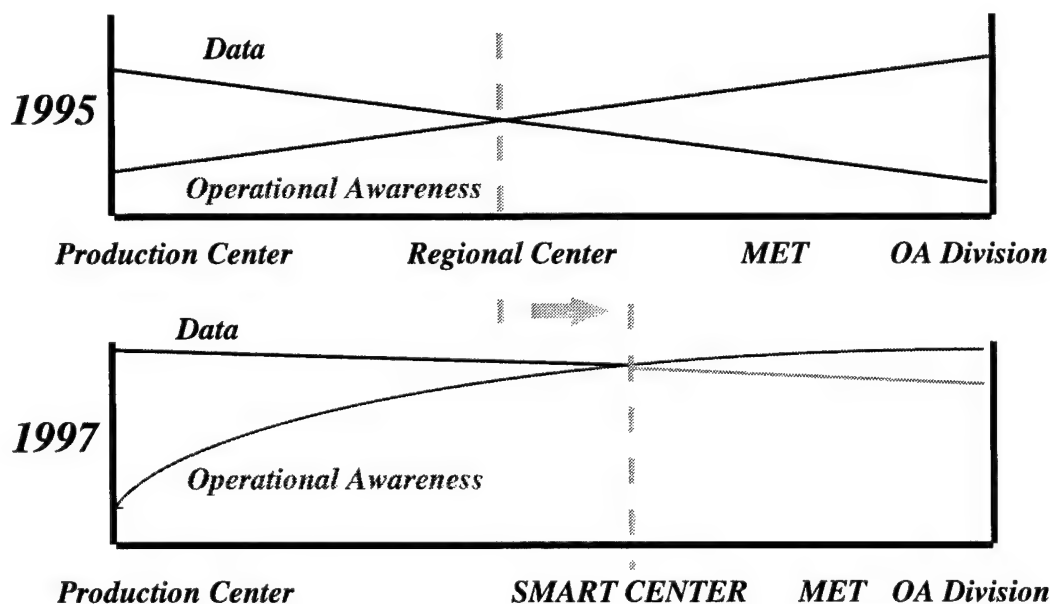 Data
1995
Operational Awareness
Production Center Regional Center MET OA Division
Data
1997
Operational Awareness
Production Center SMART CENTER MET OA Division